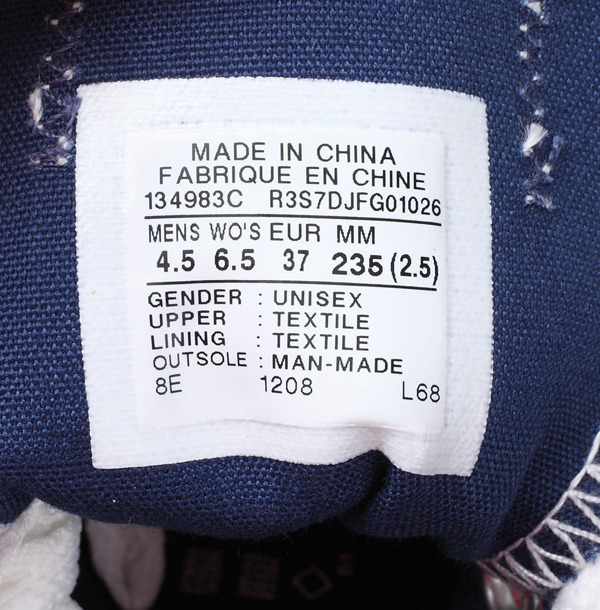 MADE IN CHINA
FABRIQUE EN CHINE
134983C R3S7DJFG01026
MENS WO'S EUR MM
4.5 6.5 37 235 (2.5)
GENDER : UNISEX
UPPER : TEXTILE
LINING : TEXTILE
OUTSOLE : MAN-MADE
8E 1208 L68